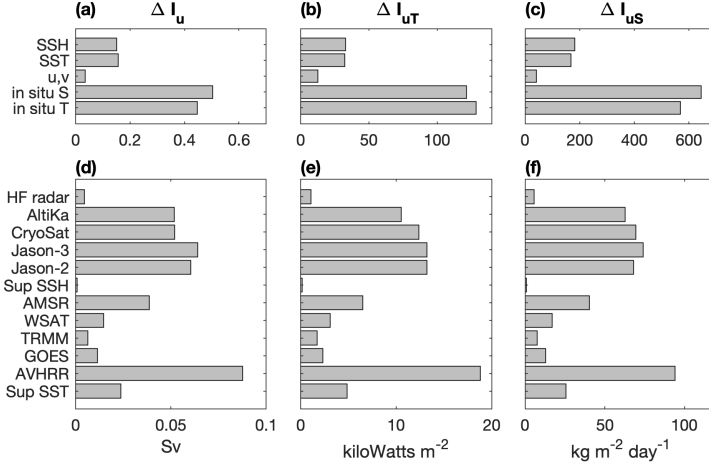 (a) Δ I_u
(b) Δ I_uT
(c) Δ I_uS
SSH
SST
u,v
in situ S
in situ T
0 0.2 0.4 0.6
0 50 100
0 200 400 600
(d)
(e)
(f)
HF radar
AltiKa
CryoSat
Jason-3
Jason-2
Sup SSH
AMSR
WSAT
TRMM
GOES
AVHRR
Sup SST
0 0.05 0.1
0 10 20
0 50 100
Sv
kiloWatts m⁻²
kg m⁻² day⁻¹